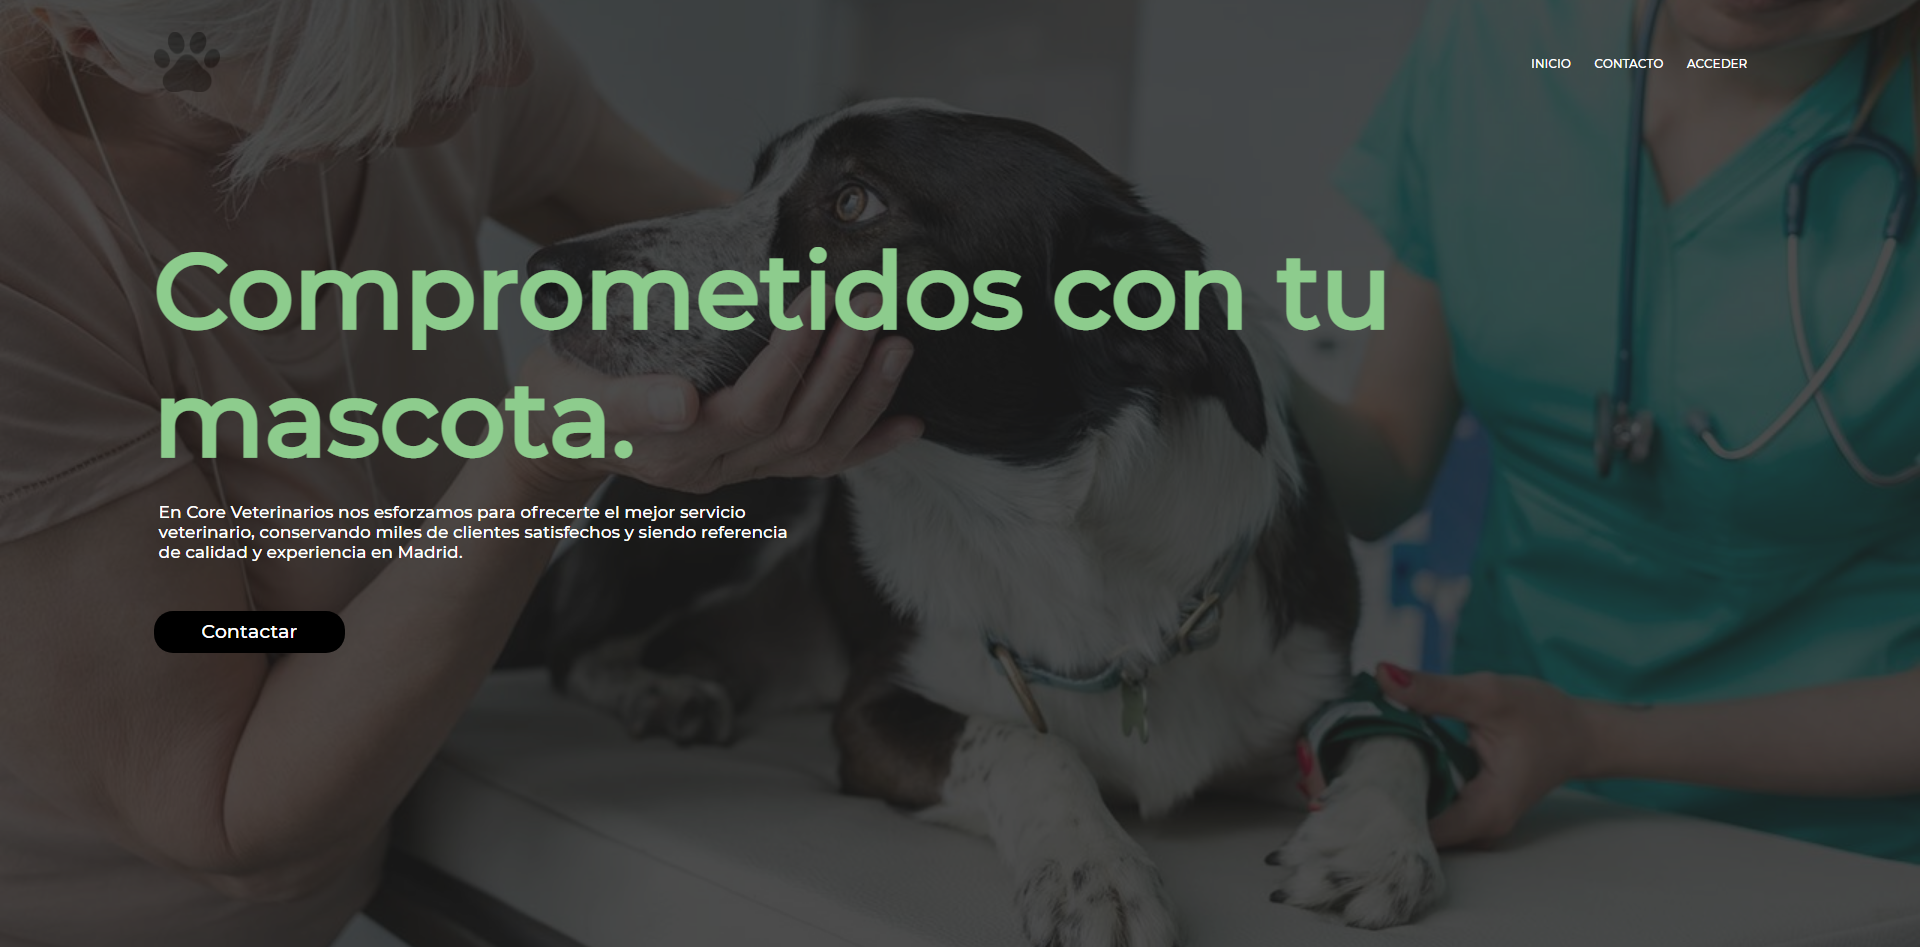 INICIO CONTACTO ACCEDER
Comprometidos con tu
mascota.
En Core Veterinarios nos esforzamos para ofrecerte el mejor servicio
veterinario, conservando miles de clientes satisfechos y siendo referencia
de calidad y experiencia en Madrid.
Contactar